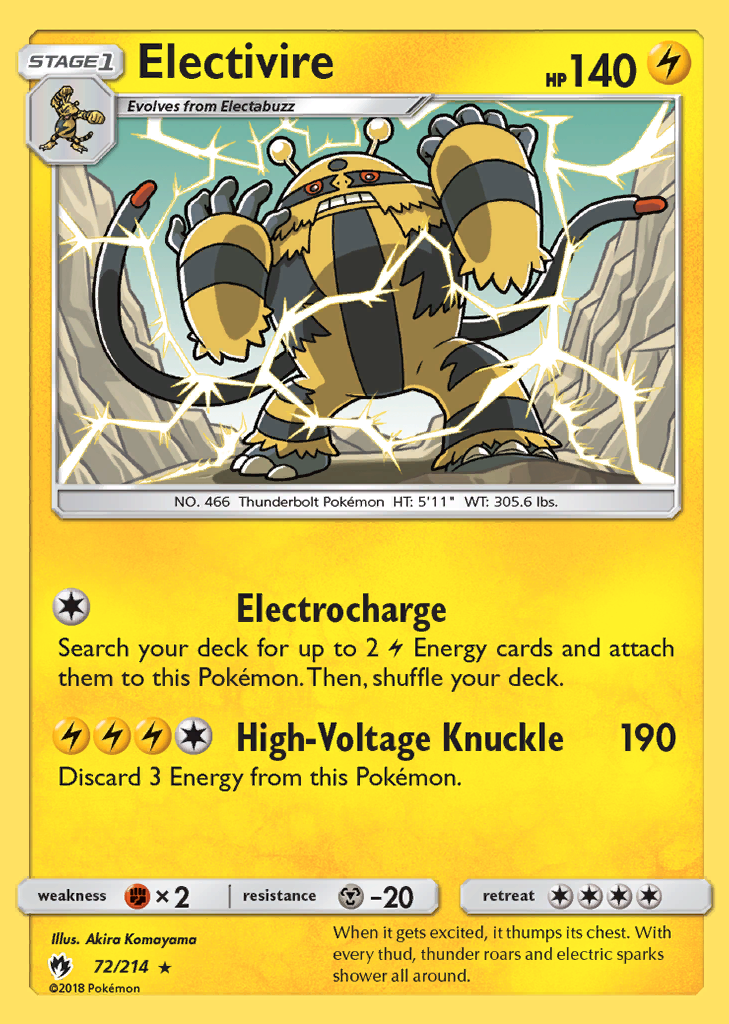 STAGE1
Electivire
HP140
Evolves from Electabuzz
NO. 466 Thunderbolt Pokémon HT: 5'11" WT: 305.6 lbs.
Electrocharge
Search your deck for up to 2 Energy cards and attach
them to this Pokémon. Then, shuffle your deck.
High-Voltage Knuckle 190
Discard 3 Energy from this Pokémon.
weakness × 2 resistance -20 retreat
Illus. Akira Komayama
72/214 ★
©2018 Pokémon
When it gets excited, it thumps its chest. With
every thud, thunder roars and electric sparks
shower all around.